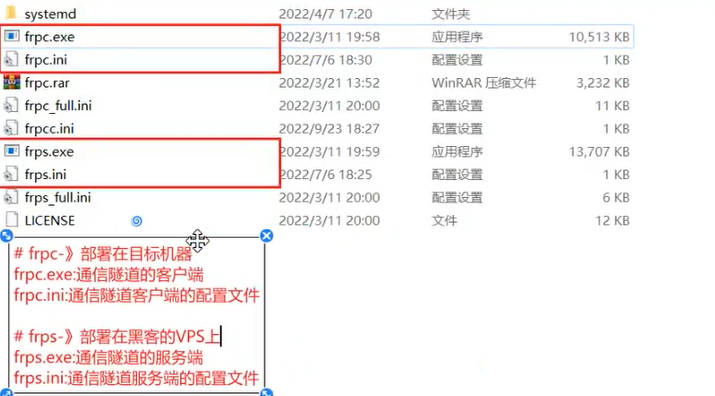 systemd 2022/4/7 17:20 文件夹
frpc.exe 2022/3/11 19:58 应用程序 10,513 KB
frpc.ini 2022/7/6 18:30 配置设置 1 KB
frpc.rar 2022/3/21 13:52 WinRAR 压缩文件 3,232 KB
frpc_full.ini 2022/3/11 20:00 配置设置 11 KB
frpcc.ini 2022/9/23 18:27 配置设置 1 KB
frps.exe 2022/3/11 19:59 应用程序 13,707 KB
frps.ini 2022/7/6 18:25 配置设置 1 KB
frps_full.ini 2022/3/11 20:00 配置设置 6 KB
LICENSE 2022/3/11 20:00 文件 12 KB
# frpc-》部署在目标机器
frpc.exe:通信隧道的客户端
frpc.ini:通信隧道客户端的配置文件
# frps-》部署在黑客的VPS上
frps.exe:通信隧道的服务端
frps.ini:通信隧道服务端的配置文件